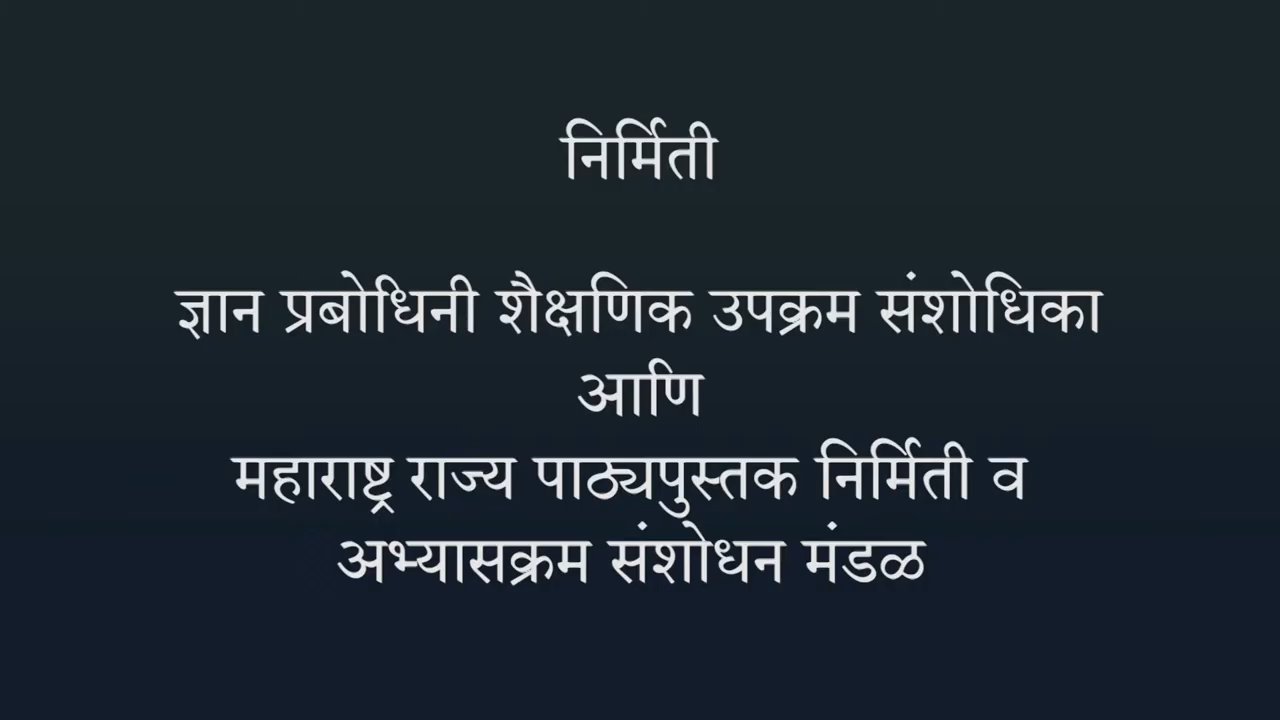 निर्मिती
ज्ञान प्रबोधिनी शैक्षणिक उपक्रम संशोधिका
आणि
महाराष्ट्र राज्य पाठ्यपुस्तक निर्मिती व
अभ्यासक्रम संशोधन मंडळ